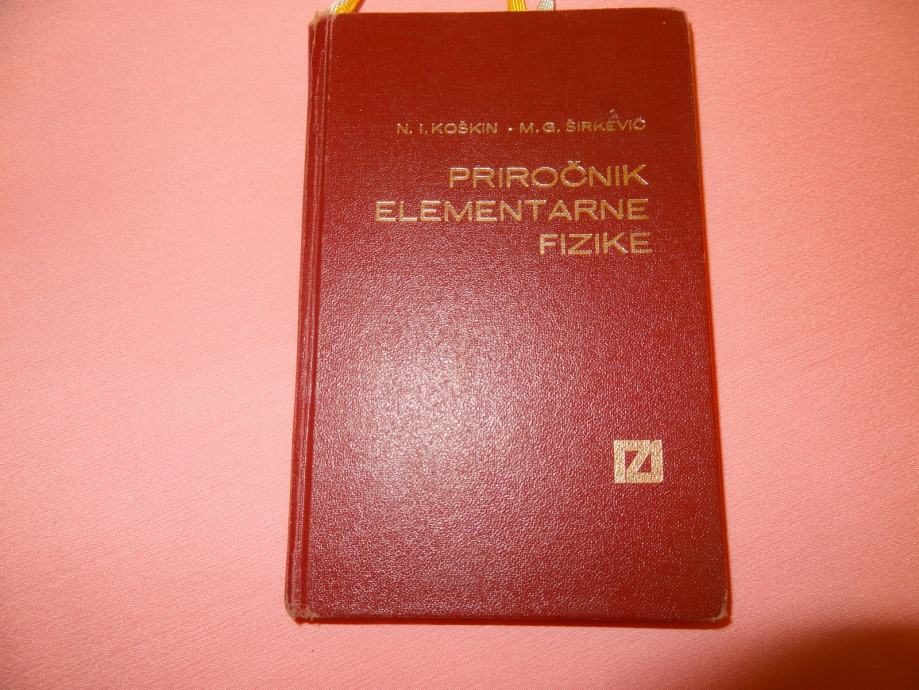 N. I. KOŠKIN · M. G. ŠIRKEVIČ
PRIROČNIK
ELEMENTARNE
FIZIKE